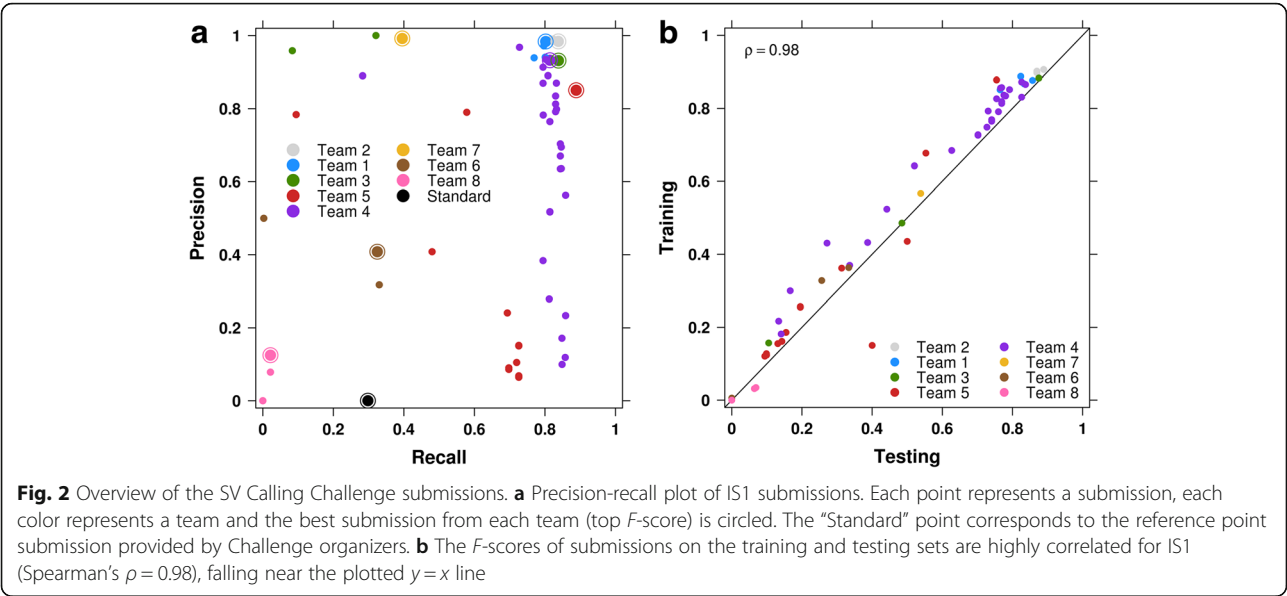 a
1
0.8
0.6
0.4
0.2
0
Precision
Team 2
Team 1
Team 3
Team 5
Team 4
Team 7
Team 6
Team 8
Standard
0 0.2 0.4 0.6 0.8 1
Recall
b
ρ = 0.98
1
0.8
0.6
0.4
0.2
0
Training
Team 2
Team 1
Team 3
Team 5
Team 4
Team 7
Team 6
Team 8
0 0.2 0.4 0.6 0.8 1
Testing
Fig. 2 Overview of the SV Calling Challenge submissions. a Precision-recall plot of IS1 submissions. Each point represents a submission, each
color represents a team and the best submission from each team (top F-score) is circled. The “Standard” point corresponds to the reference point
submission provided by Challenge organizers. b The F-scores of submissions on the training and testing sets are highly correlated for IS1
(Spearman’s ρ = 0.98), falling near the plotted y = x line